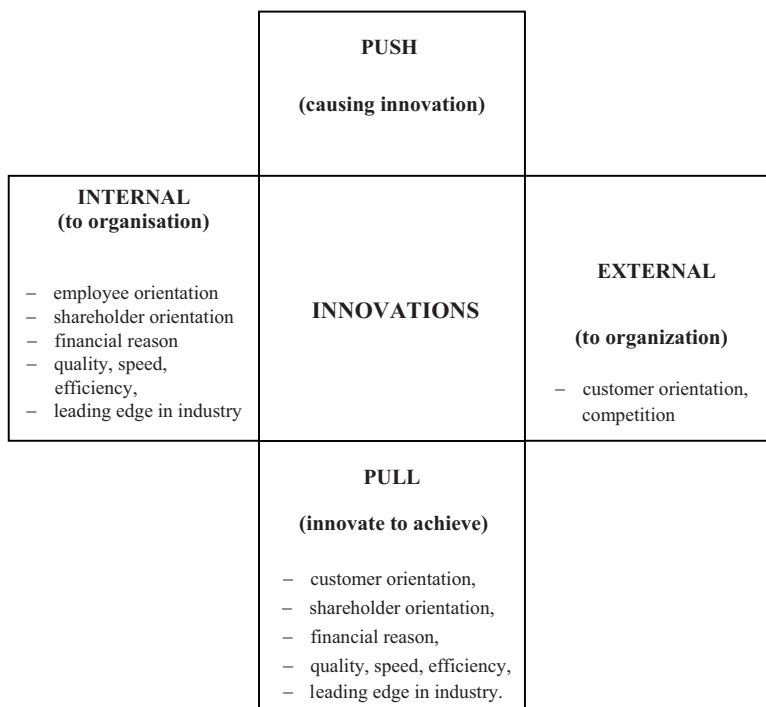 PUSH
(causing innovation)
INTERNAL
(to organisation)
– employee orientation
– shareholder orientation
– financial reason
– quality, speed,
efficiency,
– leading edge in industry
INNOVATIONS
EXTERNAL
(to organization)
– customer orientation,
competition
PULL
(innovate to achieve)
– customer orientation,
– shareholder orientation,
– financial reason,
– quality, speed, efficiency,
– leading edge in industry.